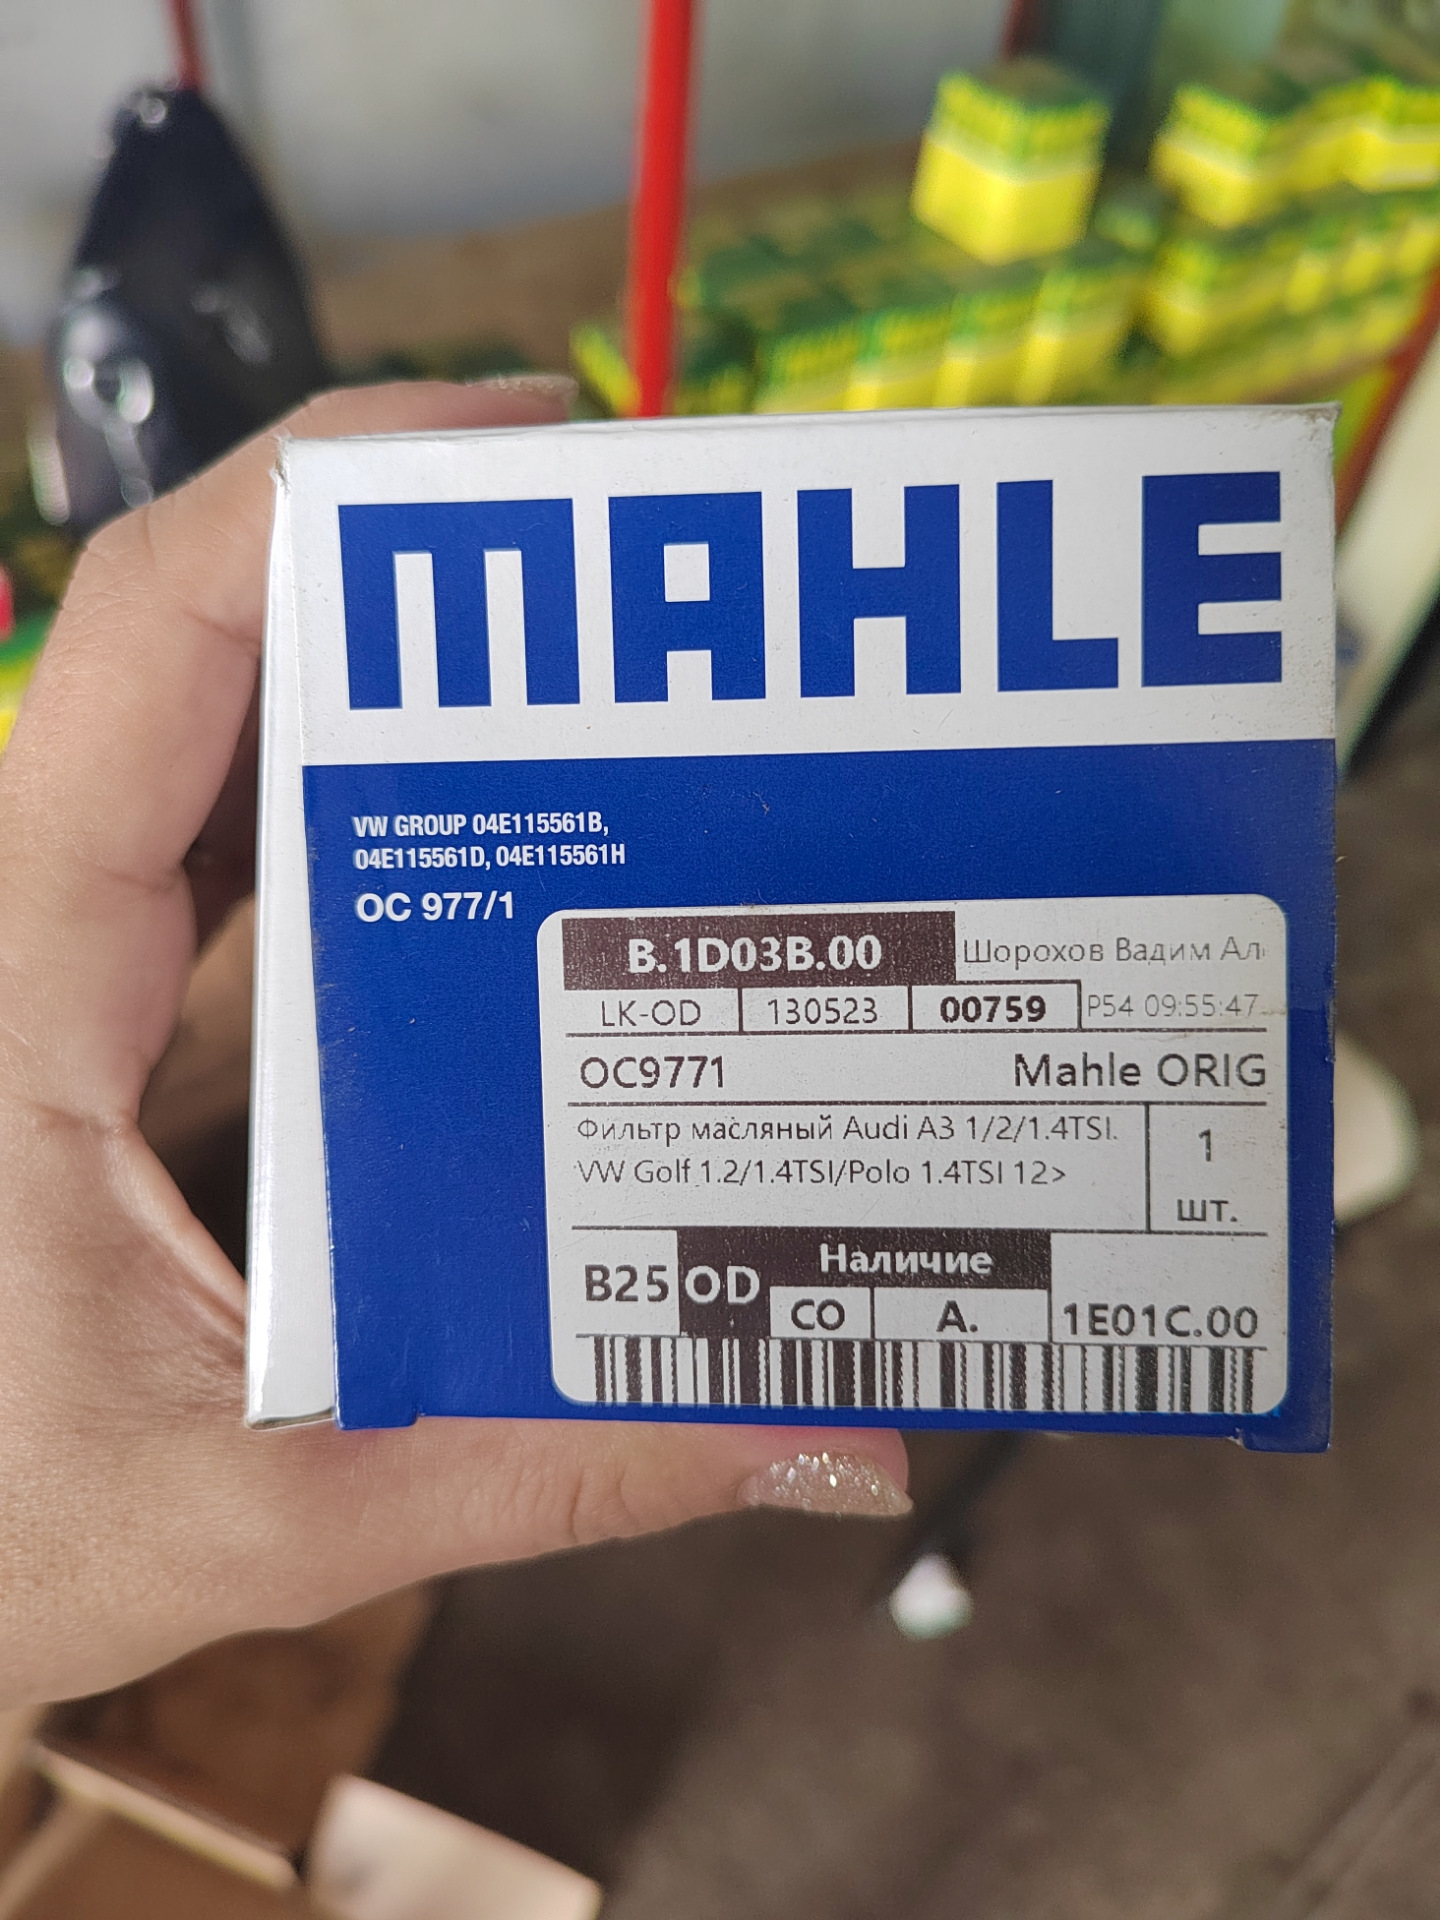 MAHLE
VW GROUP 04E115561B,
04E115561D, 04E115561H
OC 977/1
B.1D03B.00 Шорохов Вадим Ал
LK-OD 130523 00759 P54 09:55:47
OC9771 Mahle ORIG
Фильтр масляный Audi A3 1/2/1.4TSI.
VW Golf 1.2/1.4TSI/Polo 1.4TSI 12>
1
шт.
B25 OD Наличие
CO A. 1E01C.00